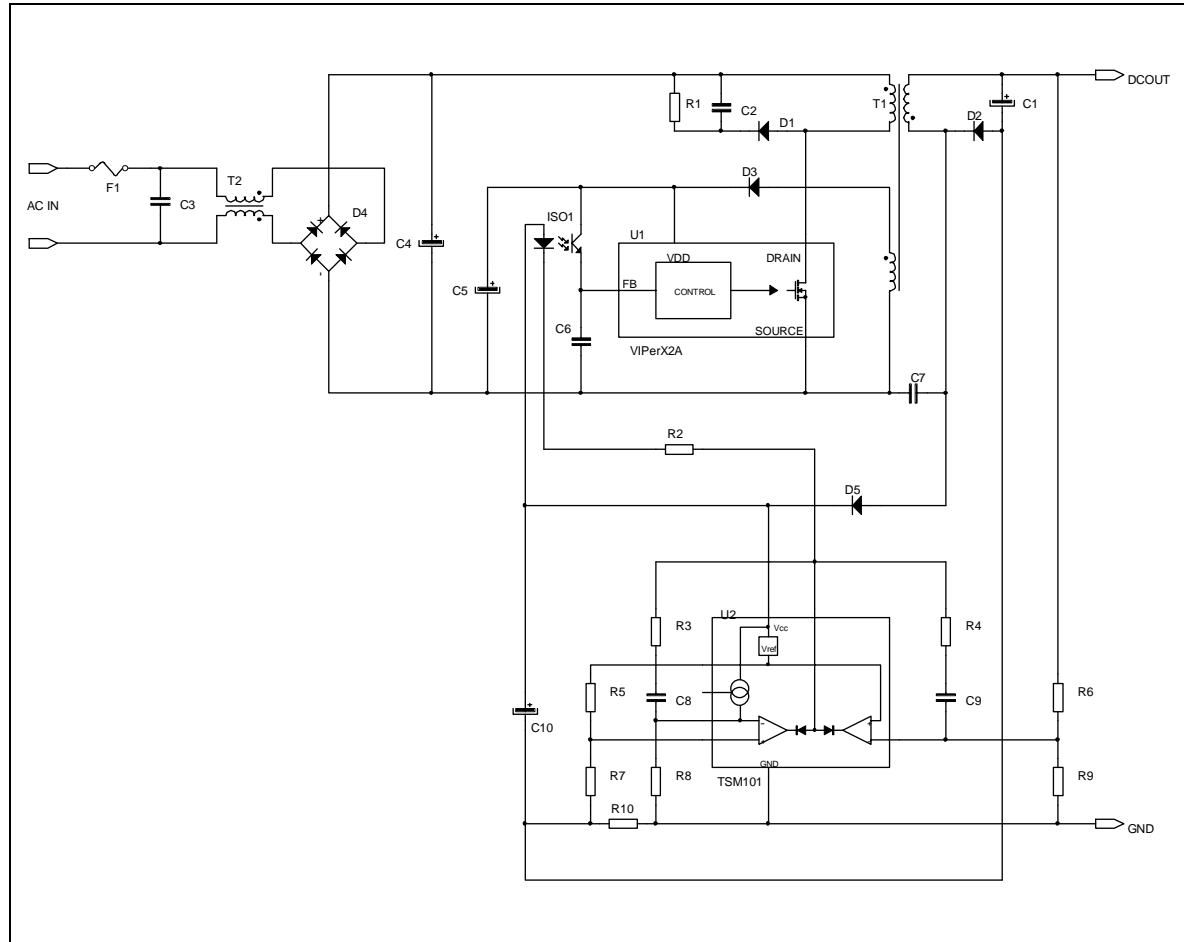 DCOUT
R1
C2
D1
T1
D2
C1
AC IN
F1
C3
T2
D4
+
-
C4
C5
ISO1
D3
U1
VDD
DRAIN
FB
CONTROL
SOURCE
VIPerX2A
C6
C7
R2
D5
U2
R3
Vcc
Vref
R4
R5
C8
C9
R6
C10
R7
R8
GND
TSM101
R9
R10
GND